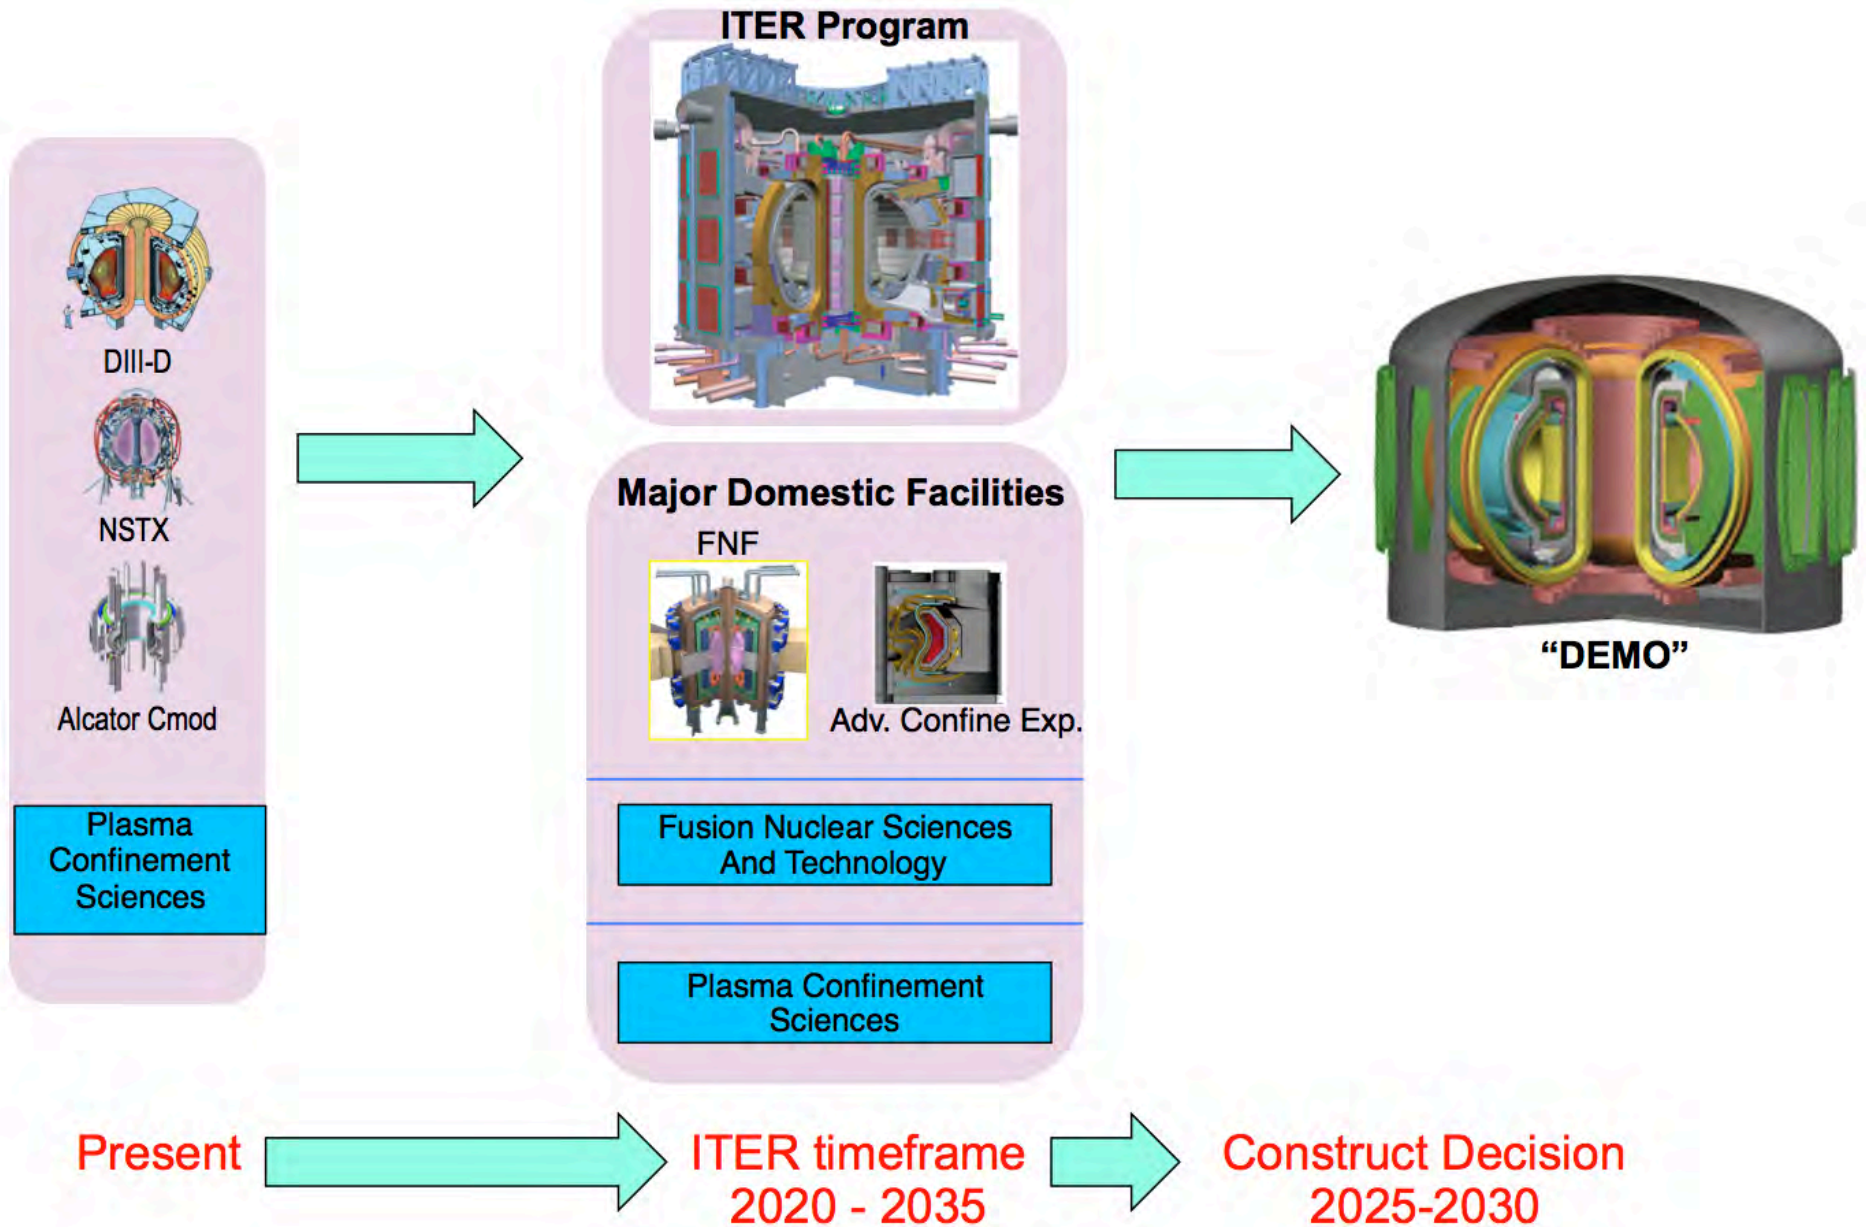 ITER Program
DIII-D
NSTX
Alcator Cmod
Plasma
Confinement
Sciences
Major Domestic Facilities
FNF
Adv. Confine Exp.
Fusion Nuclear Sciences
And Technology
Plasma Confinement
Sciences
“DEMO”
Present
ITER timeframe
2020 - 2035
Construct Decision
2025-2030